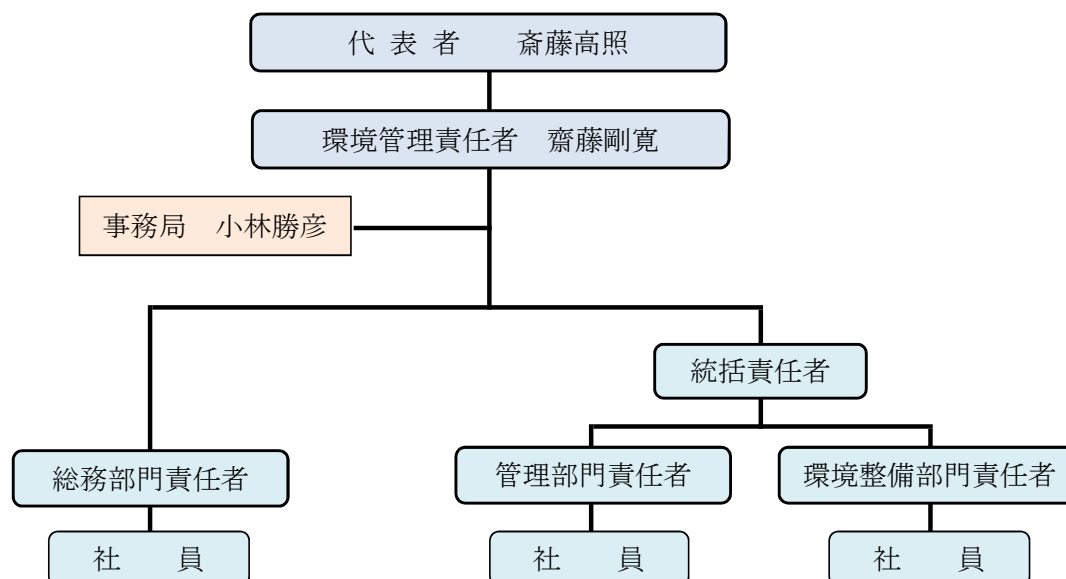 代 表 者　　斎藤高照
環境管理責任者　齋藤剛寛
事務局　小林勝彦
統括責任者
総務部門責任者
管理部門責任者
環境整備部門責任者
社　　員
社　　員
社　　員